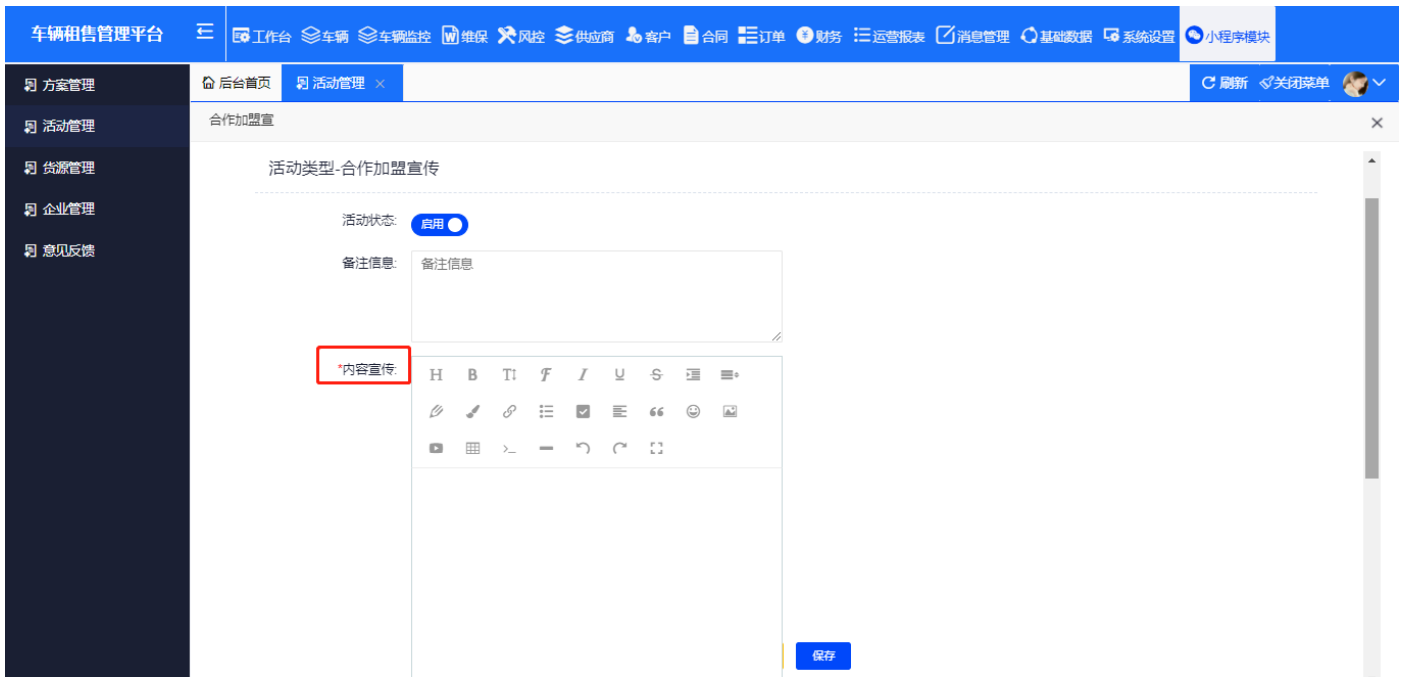 车辆租售管理平台 工作台 车辆 车辆监控 维保 风控 供应商 客户 合同 订单 财务 运营报表 消息管理 基础数据 系统设置 小程序模块
方案管理
活动管理
货源管理
企业管理
意见反馈
后台首页 活动管理 刷新 关闭菜单
合作加盟宣
活动类型-合作加盟宣传
活动状态: 启用
备注信息: 备注信息
*内容宣传:
保存